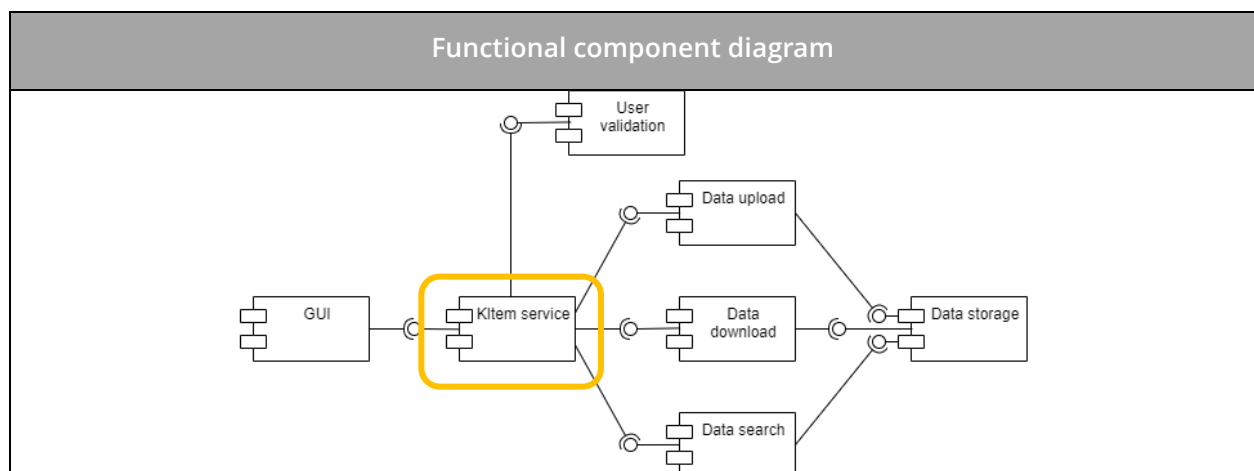 Functional component diagram
User
validation
Data upload
GUI
KItem service
Data
download
Data storage
Data search